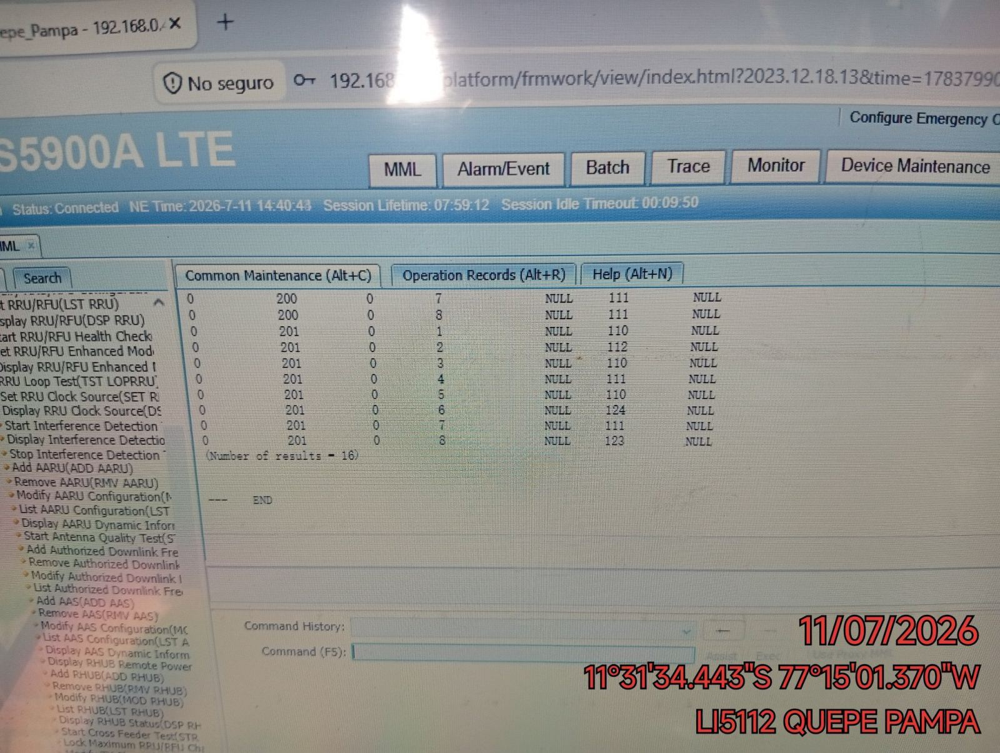 epe_Pampa - 192.168.0.
No seguro 192.168 platform/frmwork/view/index.html?2023.12.18.13&time=17837990
Configure Emergency
S5900A LTE
MML Alarm/Event Batch Trace Monitor Device Maintenance
Status: Connected NE Time: 2026-7-11 14:40:43 Session Lifetime: 07:59:12 Session Idle Timeout: 00:09:50
Search
Common Maintenance (Alt+C) Operation Records (Alt+R) Help (Alt+N)
0 200 0 7 NULL 111 NULL
0 200 0 8 NULL 111 NULL
0 201 0 1 NULL 110 NULL
0 201 0 2 NULL 112 NULL
0 201 0 3 NULL 110 NULL
0 201 0 4 NULL 111 NULL
0 201 0 5 NULL 110 NULL
0 201 0 6 NULL 124 NULL
0 201 0 7 NULL 111 NULL
0 201 0 8 NULL 123 NULL
(Number of results = 16)
--- END
t RRU/RFU(LST RRU)
splay RRU/RFU(DSP RRU)
art RRU/RFU Health Check
et RRU/RFU Enhanced Mod
Display RRU/RFU Enhanced
RRU Loop Test(TST LOPRRU)
Set RRU Clock Source(SET R
Display RRU Clock Source(DS
Start Interference Detection
Display Interference Detectio
Stop Interference Detection
Add AARU(ADD AARU)
Remove AARU(RMV AARU)
Modify AARU Configuration(M
List AARU Configuration(LST
Display AARU Dynamic Infor
Start Antenna Quality Test(S
Add Authorized Downlink Fre
Remove Authorized Downlink
Modify Authorized Downlink
List Authorized Downlink Fre
Add AAS(ADD AAS)
Remove AAS(RMV AAS)
Modify AAS Configuration(MO
List AAS Configuration(LST A
Display AAS Dynamic Inform
Display RHUB Remote Power
Add RHUB(ADD RHUB)
Remove RHUB(RMV RHUB)
Modify RHUB(MOD RHUB)
List RHUB(LST RHUB)
Display RHUB Status(DSP RH
Start Cross Feeder Test(STR
Lock Maximum RRU/RFU Ch
Command History:
Command (F5):
Assist Exec Use Proxy MML
11/07/2026
11°31'34.443"S 77°15'01.370"W
LI5112 QUEPE PAMPA